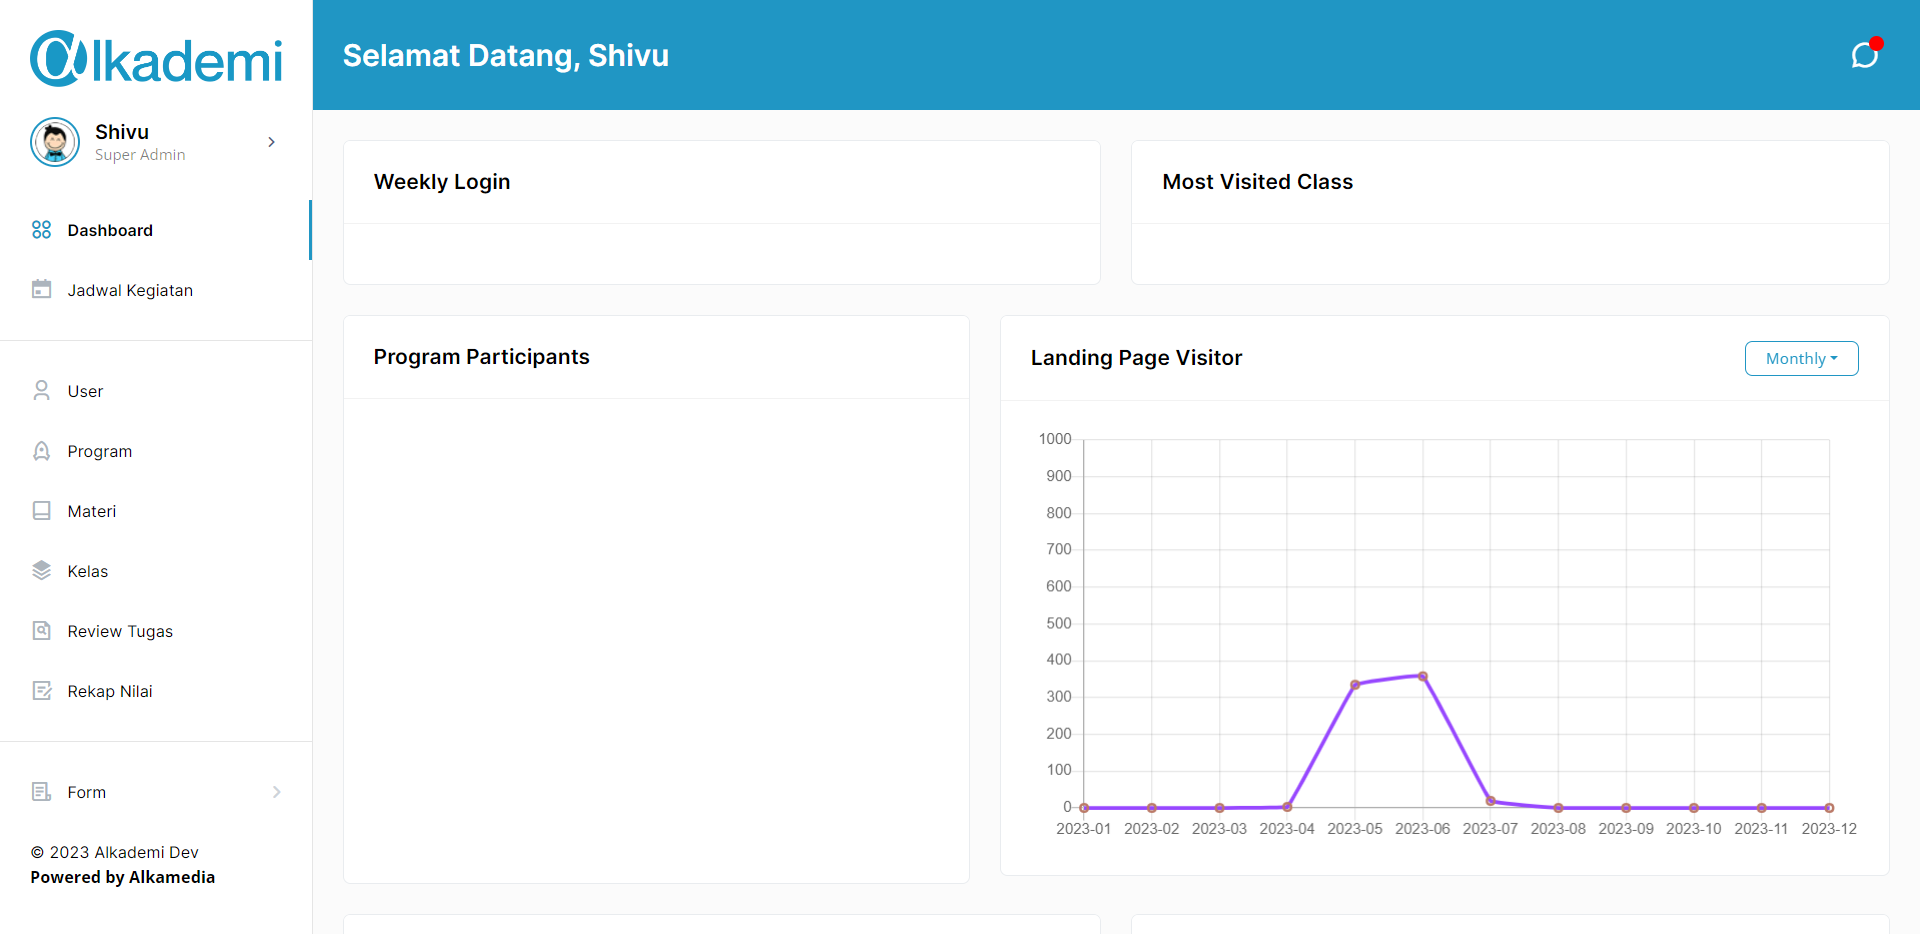 alkademi
Shivu
Super Admin
Dashboard
Jadwal Kegiatan
User
Program
Materi
Kelas
Review Tugas
Rekap Nilai
Form
© 2023 Alkademi Dev
Powered by Alkamedia
Selamat Datang, Shivu
Weekly Login
Most Visited Class
Program Participants
Landing Page Visitor
Monthly
1000
900
800
700
600
500
400
300
200
100
0
2023-01 2023-02 2023-03 2023-04 2023-05 2023-06 2023-07 2023-08 2023-09 2023-10 2023-11 2023-12